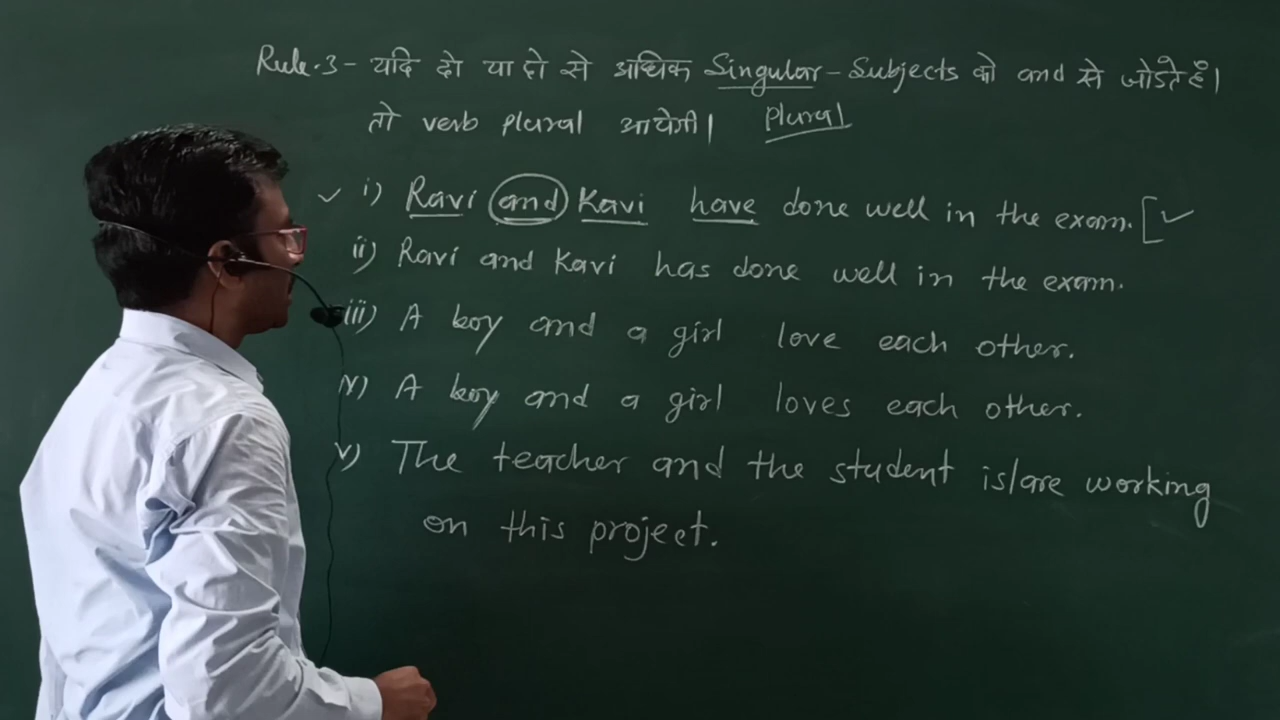 Rule.3- यदि दो या दो से अधिक Singular-Subjects को and से जोड़ते हैं।
तो verb plural आयेगी। Plural
i) Ravi and Kavi have done well in the exam.
ii) Ravi and Kavi has done well in the exam.
iii) A boy and a girl love each other.
iv) A boy and a girl loves each other.
v) The teacher and the student is/are working
on this project.